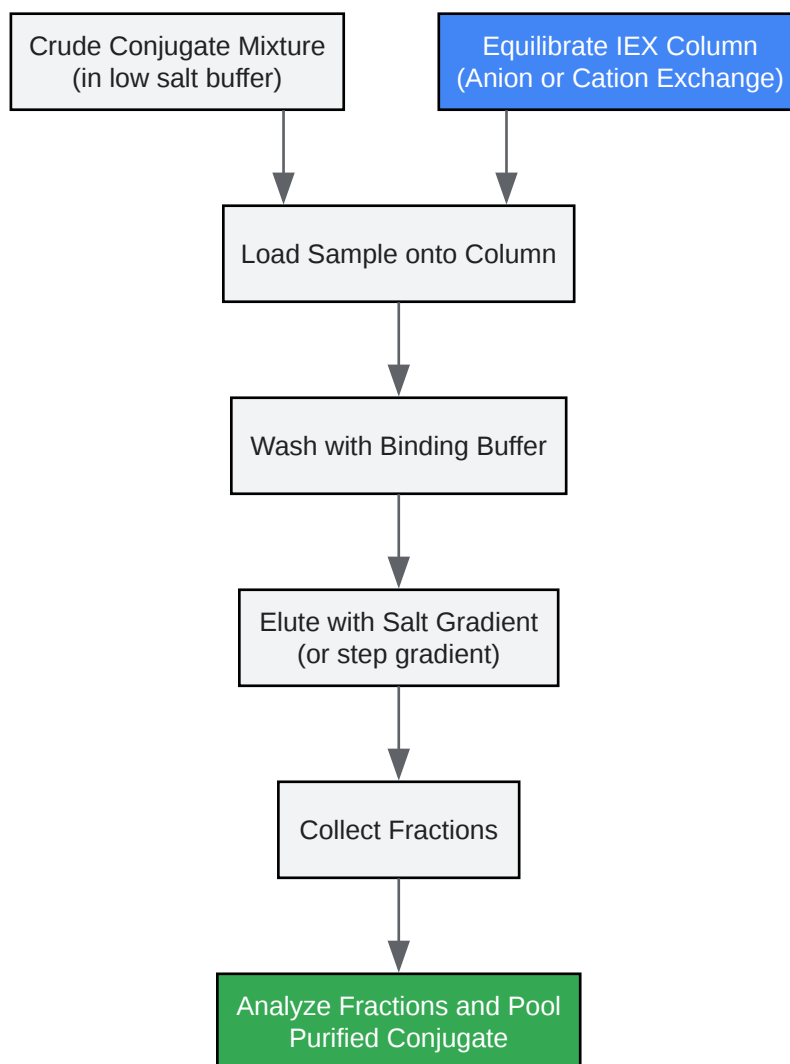 Crude Conjugate Mixture
(in low salt buffer)
Equilibrate IEX Column
(Anion or Cation Exchange)
Load Sample onto Column
Wash with Binding Buffer
Elute with Salt Gradient
(or step gradient)
Collect Fractions
Analyze Fractions and Pool
Purified Conjugate